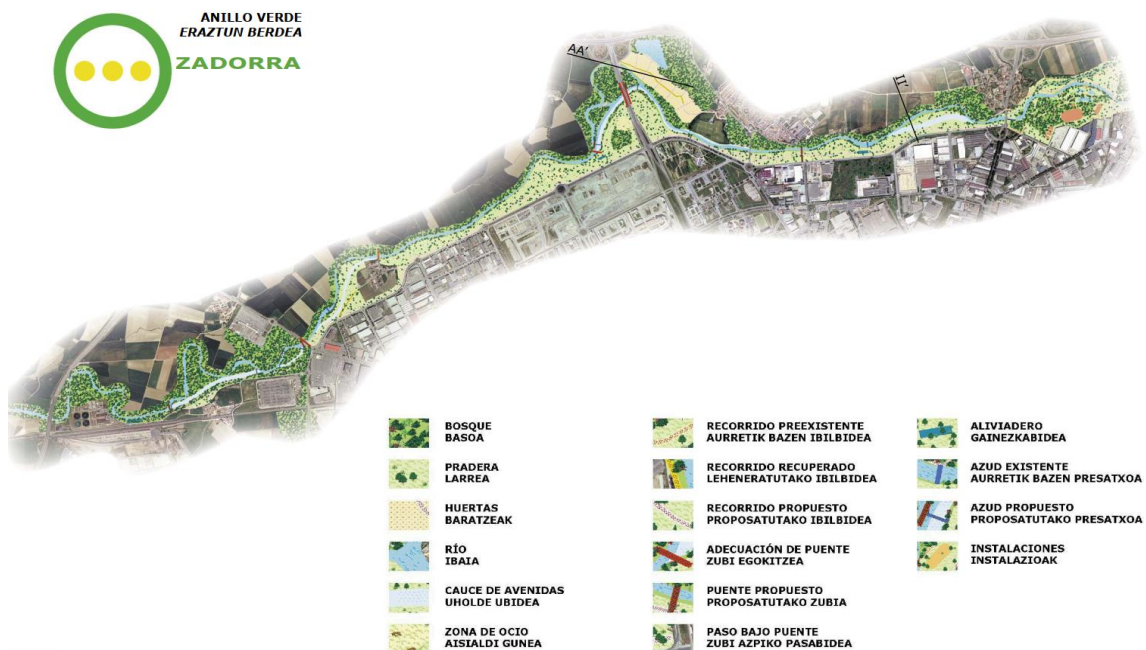 ANILLO VERDE
ERAZTUN BERDEA
ZADORRA
AA'
II'
BOSQUE
BASOA
PRADERA
LARREA
HUERTAS
BARATZEAK
RÍO
IBAIA
CAUCE DE AVENIDAS
UHOLDE UBIDEA
ZONA DE OCIO
AISIALDI GUNEA
RECORRIDO PREEXISTENTE
AURRETIK BAZEN IBILBIDEA
RECORRIDO RECUPERADO
LEHENERATUTAKO IBILBIDEA
RECORRIDO PROPUESTO
PROPOSATUTAKO IBILBIDEA
ADECUACIÓN DE PUENTE
ZUBI EGOKITZEA
PUENTE PROPUESTO
PROPOSATUTAKO ZUBIA
PASO BAJO PUENTE
ZUBI AZPIKO PASABIDEA
ALIVIADERO
GAINEZKABIDEA
AZUD EXISTENTE
AURRETIK BAZEN PRESATXOA
AZUD PROPUESTO
PROPOSATUTAKO PRESATXOA
INSTALACIONES
INSTALAZIOAK